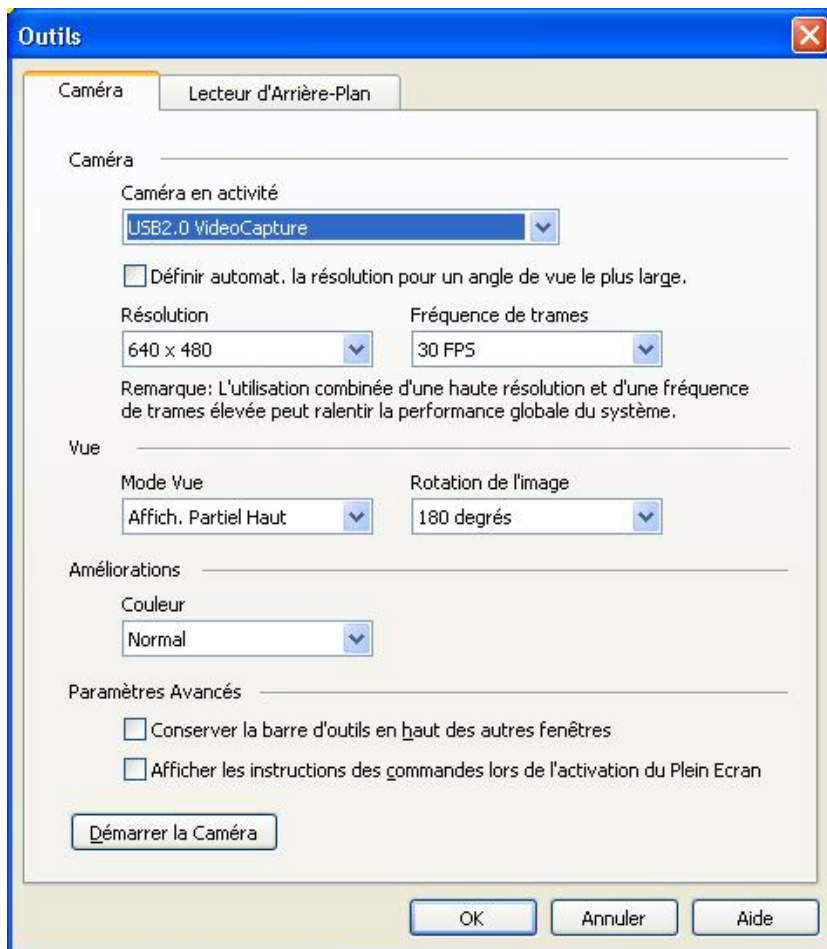 Outils
Caméra
Lecteur d'Arrière-Plan
Caméra
Caméra en activité
USB2.0 VideoCapture
Définir automat. la résolution pour un angle de vue le plus large.
Résolution
Fréquence de trames
640 x 480
30 FPS
Remarque: L'utilisation combinée d'une haute résolution et d'une fréquence
de trames élevée peut ralentir la performance globale du système.
Vue
Mode Vue
Rotation de l'image
Affich. Partiel Haut
180 degrés
Améliorations
Couleur
Normal
Paramètres Avancés
Conserver la barre d'outils en haut des autres fenêtres
Afficher les instructions des commandes lors de l'activation du Plein Ecran
Démarrer la Caméra
OK
Annuler
Aide